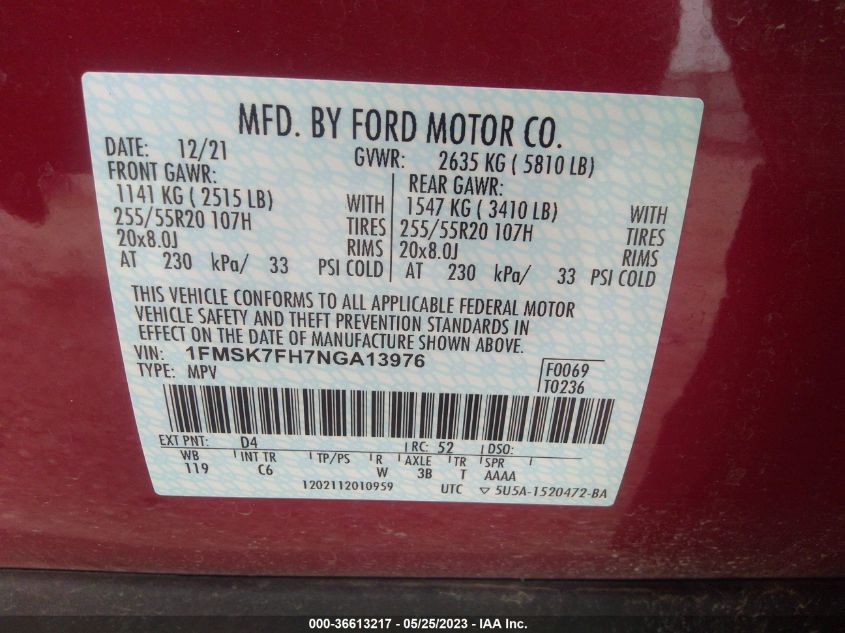 MFD. BY FORD MOTOR CO.
DATE: 12/21 GVWR: 2635 KG ( 5810 LB)
FRONT GAWR: REAR GAWR:
1141 KG ( 2515 LB) WITH 1547 KG ( 3410 LB) WITH
255/55R20 107H TIRES 255/55R20 107H TIRES
20x8.0J RIMS 20x8.0J RIMS
AT 230 kPa/ 33 PSI COLD AT 230 kPa/ 33 PSI COLD
THIS VEHICLE CONFORMS TO ALL APPLICABLE FEDERAL MOTOR
VEHICLE SAFETY AND THEFT PREVENTION STANDARDS IN
EFFECT ON THE DATE OF MANUFACTURE SHOWN ABOVE.
VIN: 1FMSK7FH7NGA13976
TYPE: MPV
F0069
T0236
EXT PNT: D4 RC: 52 DSO:
WB INT TR TP/PS R AXLE TR SPR
119 C6 W 3B T AAAA
1202112010959 UTC ▽ 5U5A-1520472-BA
000-36613217 - 05/25/2023 - IAA Inc.